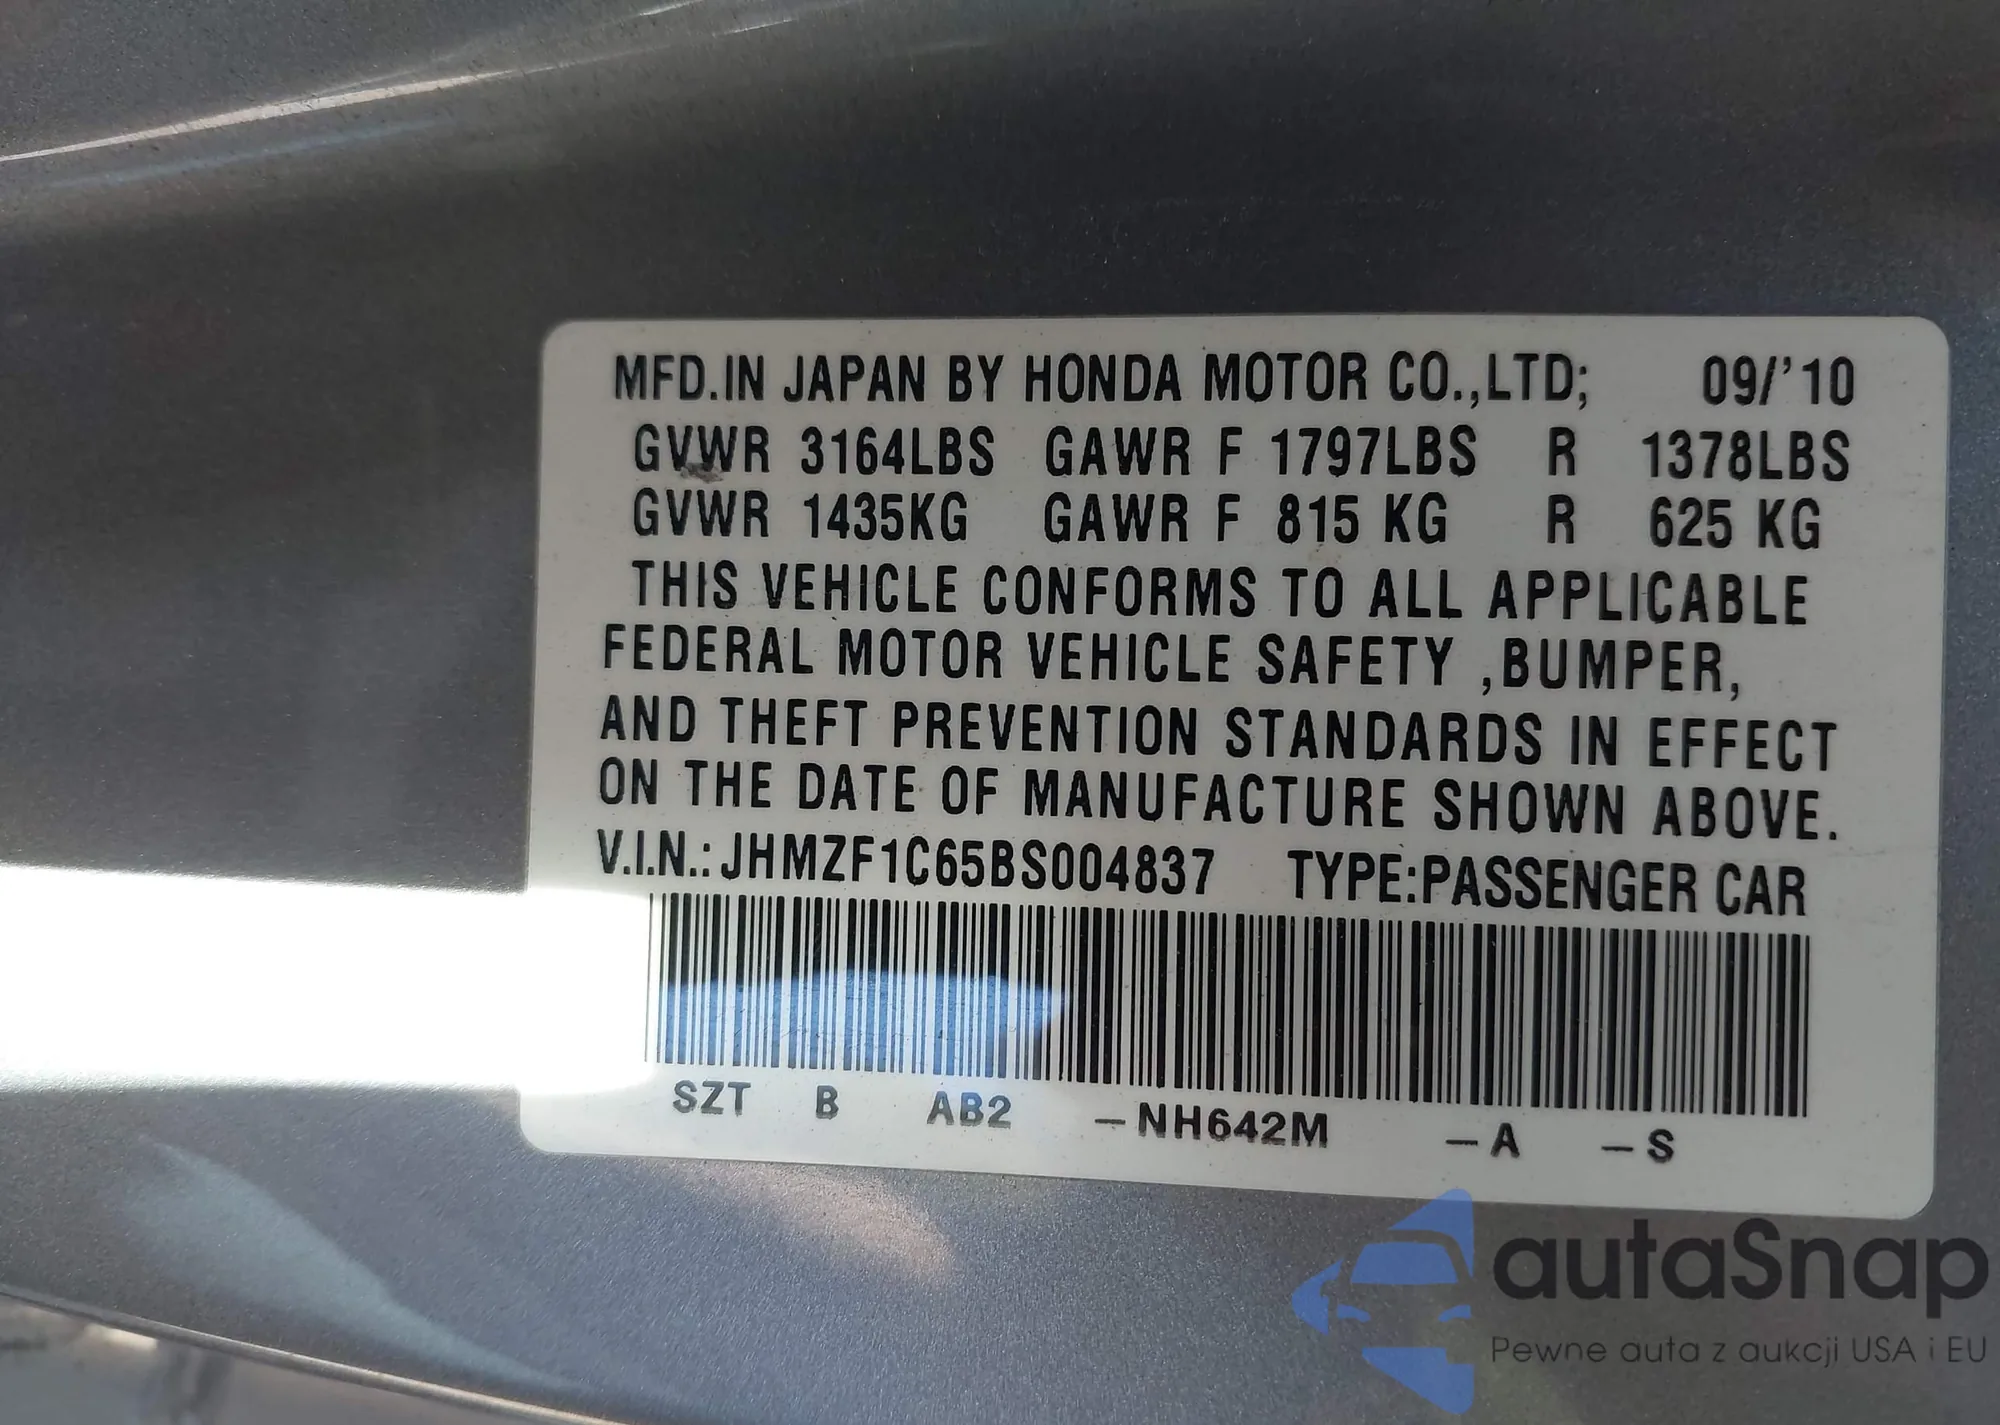 MFD.IN JAPAN BY HONDA MOTOR CO.,LTD; 09/'10
GVWR 3164LBS GAWR F 1797LBS R 1378LBS
GVWR 1435KG GAWR F 815 KG R 625 KG
THIS VEHICLE CONFORMS TO ALL APPLICABLE
FEDERAL MOTOR VEHICLE SAFETY ,BUMPER,
AND THEFT PREVENTION STANDARDS IN EFFECT
ON THE DATE OF MANUFACTURE SHOWN ABOVE.
V.I.N.: JHMZF1C65BS004837 TYPE:PASSENGER CAR
SZT B AB2 –NH642M –A –S
autaSnap
Pewne auta z aukcji USA i EU